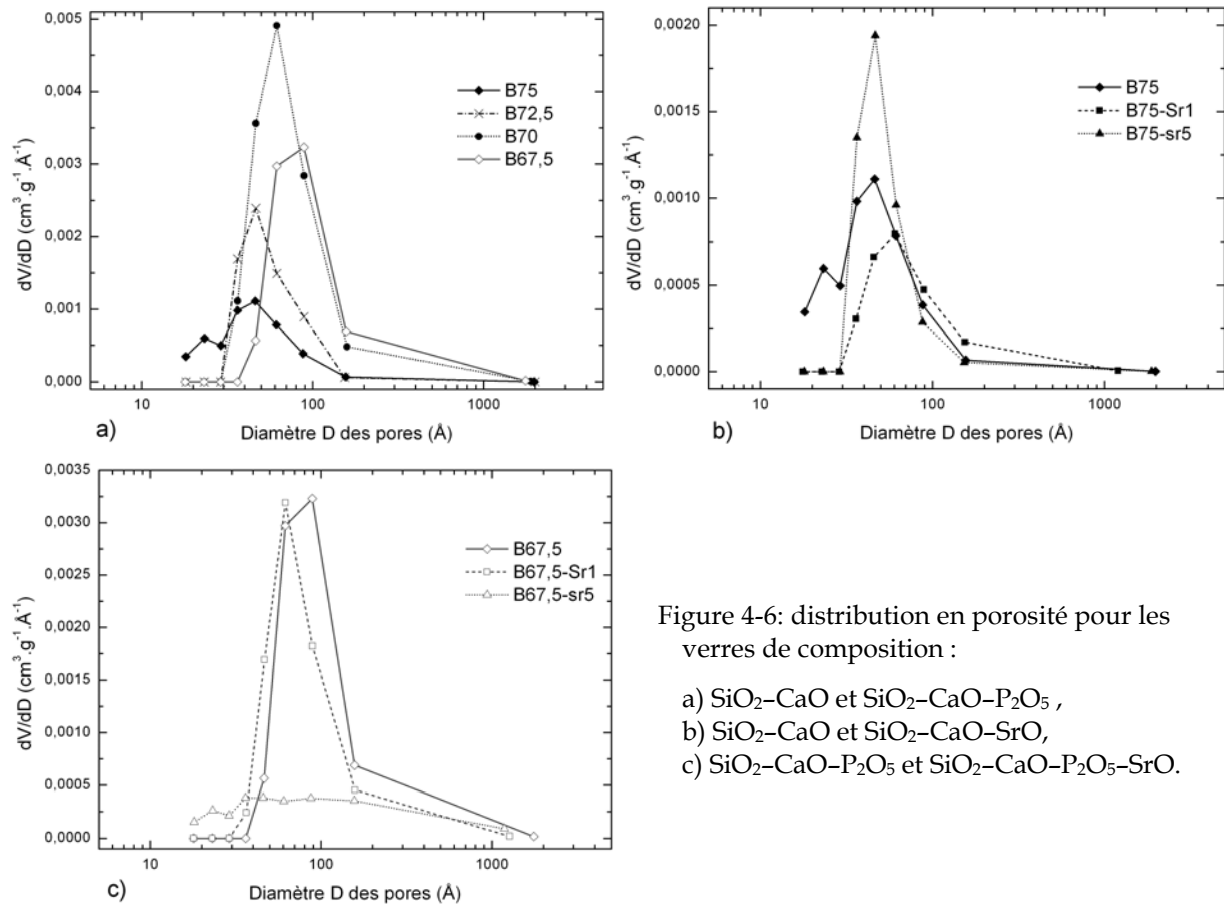 0,005
0,004
0,003
0,002
0,001
0,000
dV/dD (cm³.g⁻¹.Å⁻¹)
B75
B72,5
B70
B67,5
10
100
1000
a)
Diamètre D des pores (Å)
0,0020
0,0015
0,0010
0,0005
0,0000
dV/dD (cm³.g⁻¹.Å⁻¹)
B75
B75-Sr1
B75-sr5
10
100
1000
b)
Diamètre D des pores (Å)
0,0035
0,0030
0,0025
0,0020
0,0015
0,0010
0,0005
0,0000
dV/dD (cm³.g⁻¹.Å⁻¹)
B67,5
B67,5-Sr1
B67,5-sr5
10
100
1000
c)
Diamètre D des pores (Å)
Figure 4-6: distribution en porosité pour les
verres de composition :
a) SiO₂–CaO et SiO₂–CaO–P₂O₅ ,
b) SiO₂–CaO et SiO₂–CaO–SrO,
c) SiO₂–CaO–P₂O₅ et SiO₂–CaO–P₂O₅–SrO.